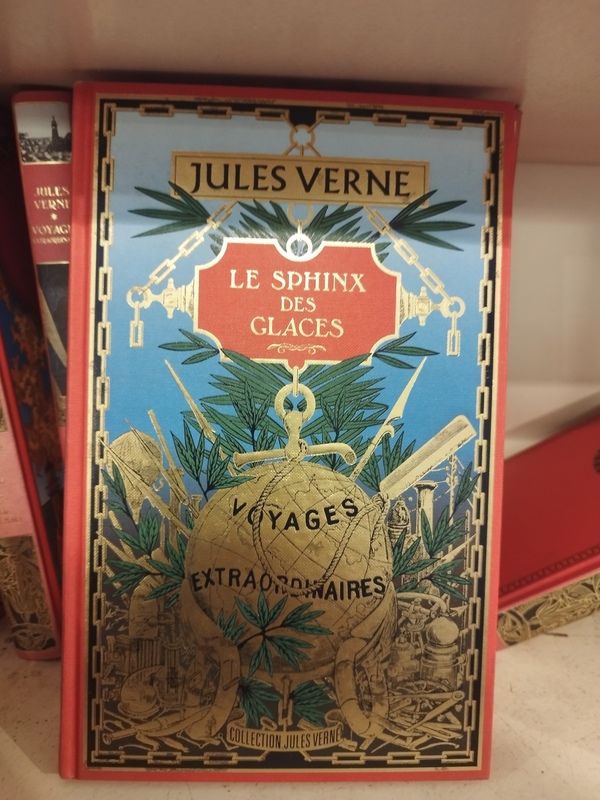 JULES VERNE
LE SPHINX
DES
GLACES
VOYAGES
EXTRAORDINAIRES
COLLECTION JULES VERNE
JULES
VERNE
VOYAGES